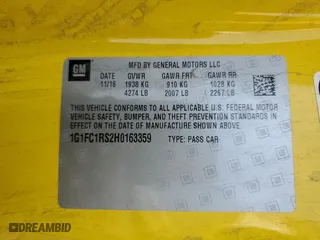 GM
MFD BY GENERAL MOTORS LLC
DATE GVWR GAWR FRT GAWR RR
11/16 1938 KG 910 KG 1028 KG
4274 LB 2007 LB 2267 LB
THIS VEHICLE CONFORMS TO ALL APPLICABLE U.S. FEDERAL MOTOR
VEHICLE SAFETY, BUMPER, AND THEFT PREVENTION STANDARDS
IN EFFECT ON THE DATE OF MANUFACTURE SHOWN ABOVE.
1G1FC1RS2H0163359 TYPE: PASS CAR
DREAMBID